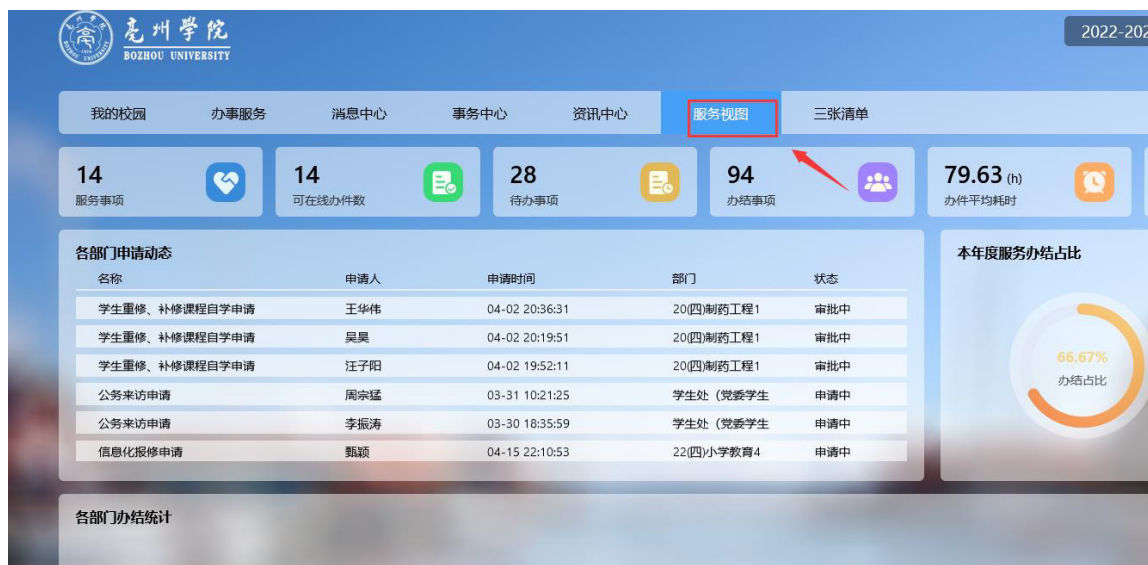 亳州學院
BOZHOU UNIVERSITY
2022-202
我的校园 办事服务 消息中心 事务中心 资讯中心 服务视图 三张清单
14 14 28 94 79.63 (h)
服务事项 可在线办件数 待办事项 办结事项 办件平均耗时
各部门申请动态
名称 申请人 申请时间 部门 状态
学生重修、补修课程自学申请 王华伟 04-02 20:36:31 20(四)制药工程1 审批中
学生重修、补修课程自学申请 吴昊 04-02 20:19:51 20(四)制药工程1 审批中
学生重修、补修课程自学申请 汪子阳 04-02 19:52:11 20(四)制药工程1 审批中
公务来访申请 周宗猛 03-31 10:21:25 学生处（党委学生 申请中
公务来访申请 李振涛 03-30 18:35:59 学生处（党委学生 申请中
信息化报修申请 甄颖 04-15 22:10:53 22(四)小学教育4 申请中
本年度服务办结占比
66.67%
办结占比
各部门办结统计